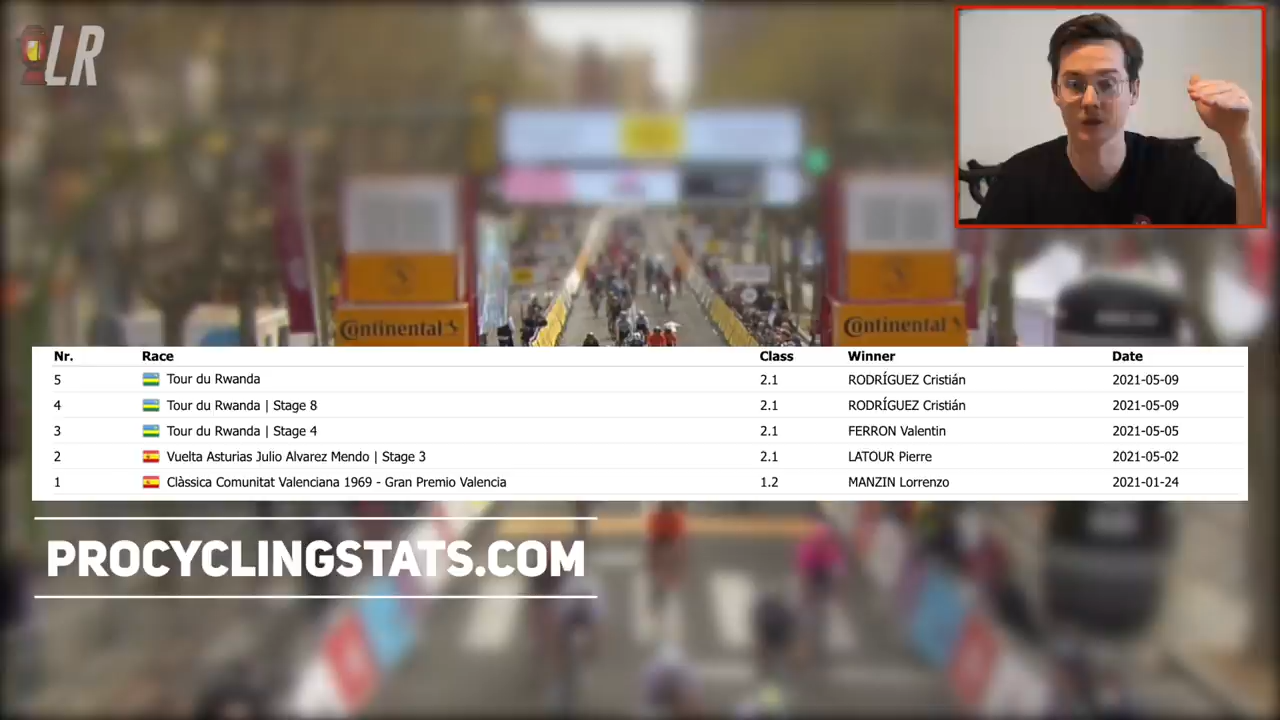 LR
Continental
Continental
Nr. Race Class Winner Date
5 Tour du Rwanda 2.1 RODRÍGUEZ Cristián 2021-05-09
4 Tour du Rwanda | Stage 8 2.1 RODRÍGUEZ Cristián 2021-05-09
3 Tour du Rwanda | Stage 4 2.1 FERRON Valentin 2021-05-05
2 Vuelta Asturias Julio Alvarez Mendo | Stage 3 2.1 LATOUR Pierre 2021-05-02
1 Clàssica Comunitat Valenciana 1969 - Gran Premio Valencia 1.2 MANZIN Lorrenzo 2021-01-24
PROCYCLINGSTATS.COM